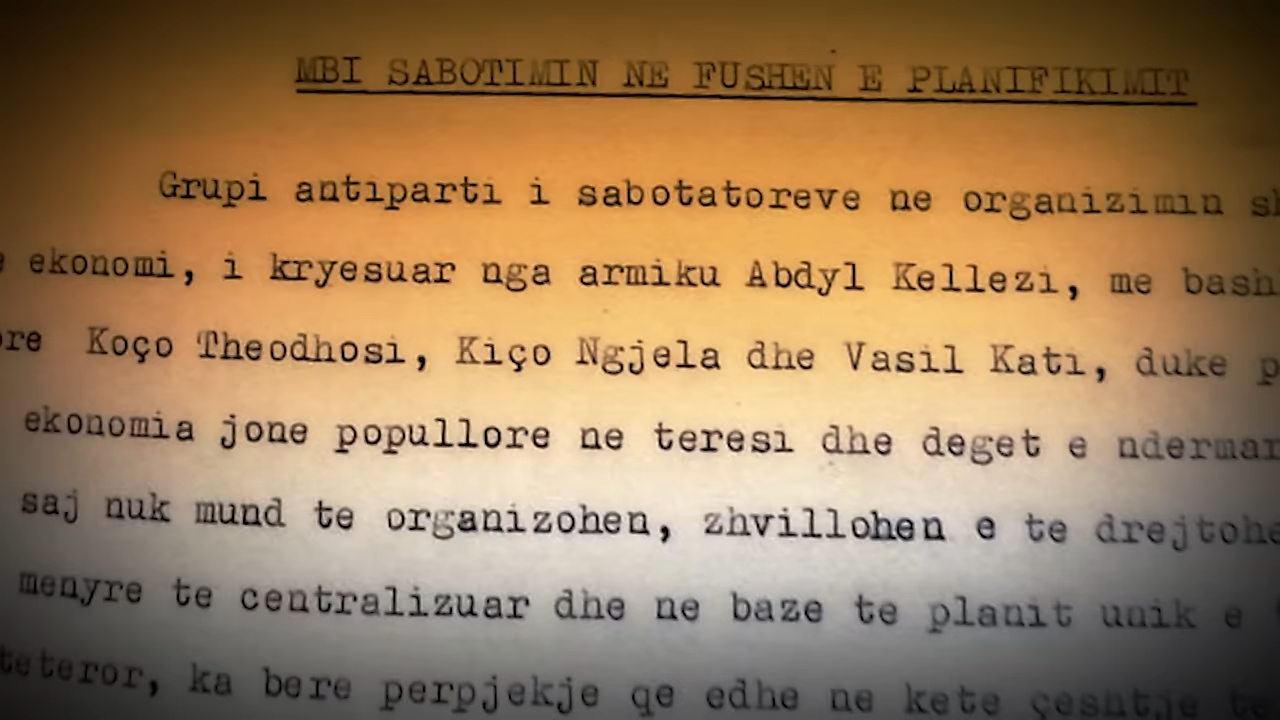 MBI SABOTIMIN NE FUSHEN E PLANIFIKIMIT
Grupi antiparti i sabotatoreve ne organizimin
ekonomi, i kryesuar nga armiku Abdyl Kellezi, me
Koço Theodhosi, Kiço Ngjela dhe Vasil Kati, duke
ekonomia jone popullore ne teresi dhe deget e
saj nuk mund te organizohen, zhvillohen e te
menyre te centralizuar dhe ne baze te planit unik e
ka bere perpjekje qe edhe ne kete çeshtje